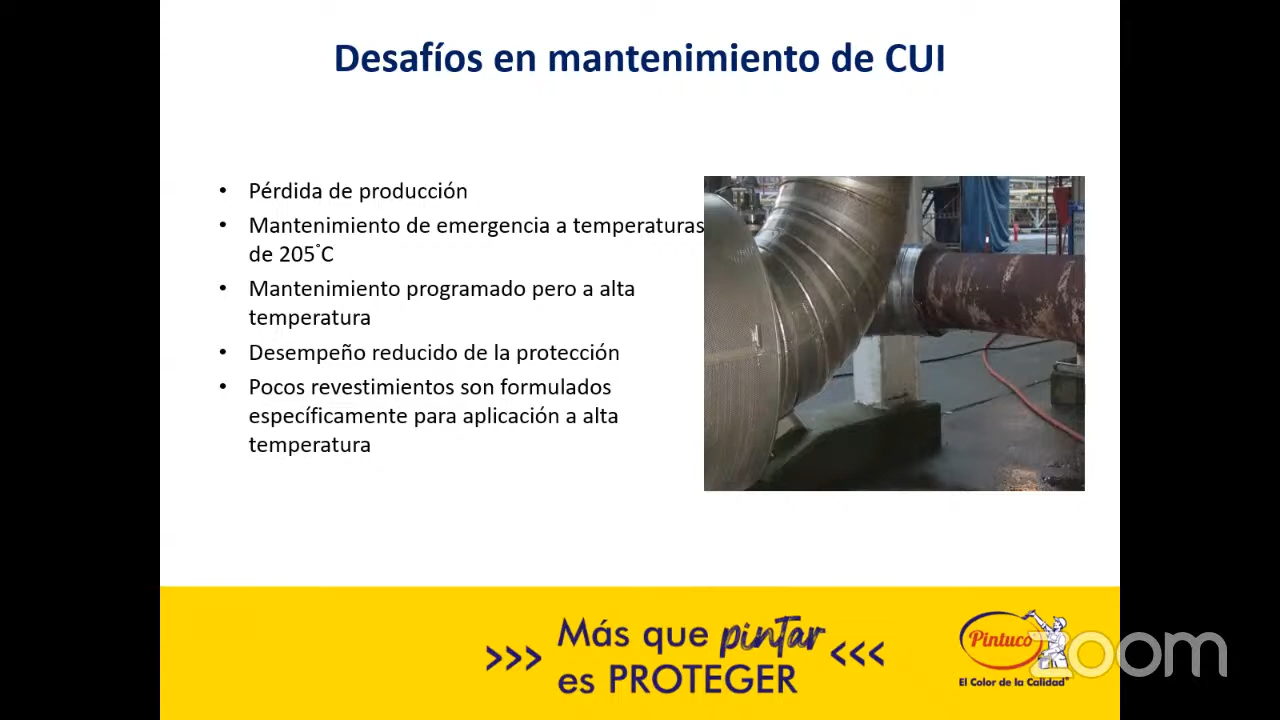 Desafíos en mantenimiento de CUI
• Pérdida de producción
• Mantenimiento de emergencia a temperaturas
de 205°C
• Mantenimiento programado pero a alta
temperatura
• Desempeño reducido de la protección
• Pocos revestimientos son formulados
específicamente para aplicación a alta
temperatura
>>> Más que pintar <<<
es PROTEGER
Pintuco
El Color de la Calidad®
zoom